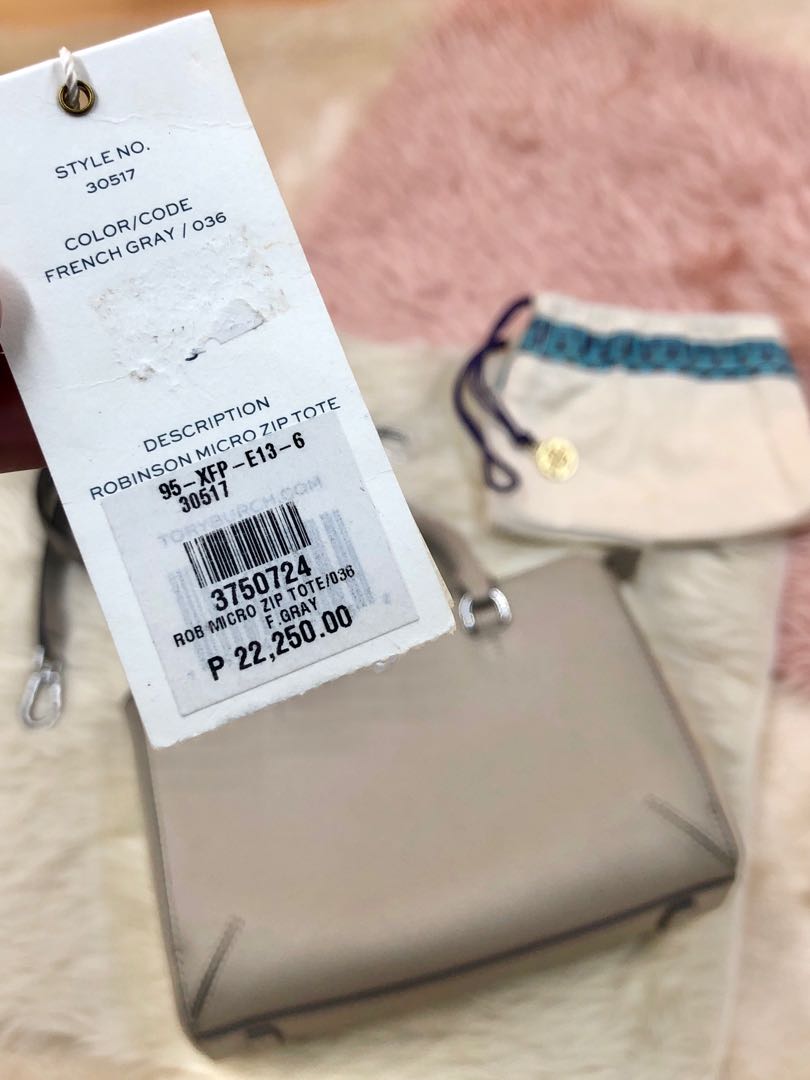 STYLE NO.
30517
COLOR/CODE
FRENCH GRAY / 036
DESCRIPTION
ROBINSON MICRO ZIP TOTE
95-XFP-E13-6
30517
TORYBURCH.COM
3750724
ROB MICRO ZIP TOTE/036
F.GRAY
P 22,250.00